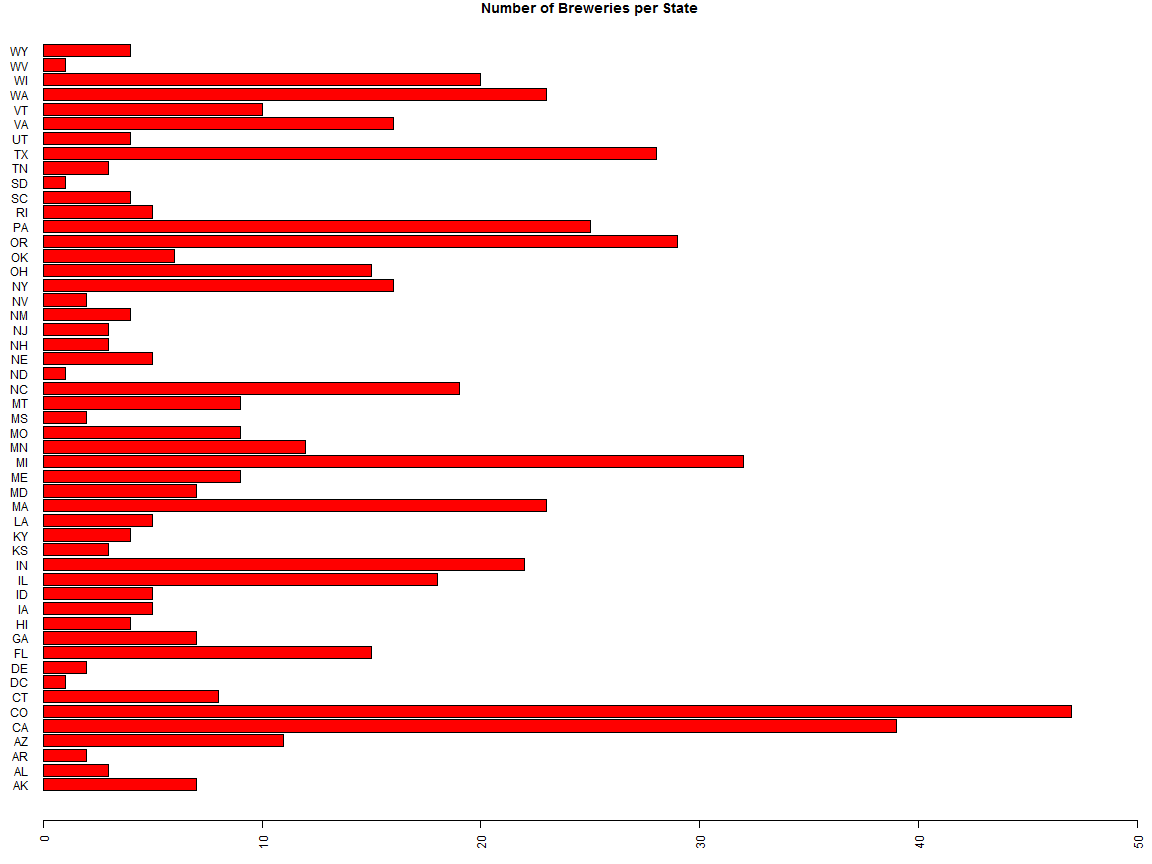 Number of Breweries per State
WY
WV
WI
WA
VT
VA
UT
TX
TN
SD
SC
RI
PA
OR
OK
OH
NY
NV
NM
NJ
NH
NE
ND
NC
MT
MS
MO
MN
MI
ME
MD
MA
LA
KY
KS
IN
IL
ID
IA
HI
GA
FL
DE
DC
CT
CO
CA
AZ
AR
AL
AK
0 10 20 30 40 50